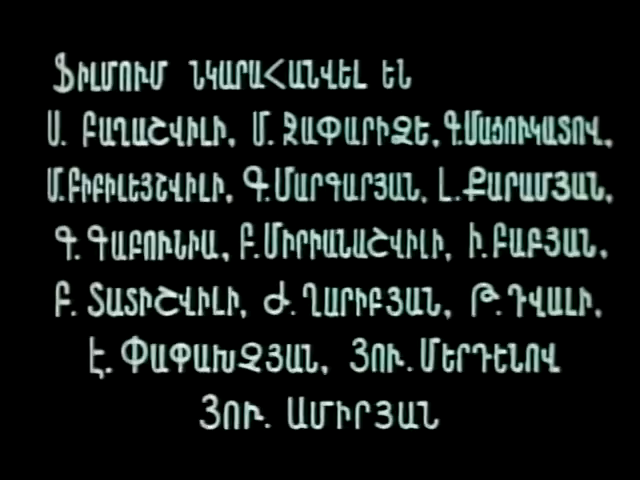 Ֆիլմում նկարահանվել են
Ս. Բաղաշվիլի, Մ. Ջափարիձե, Գ. Մացուկատով,
Մ. Բիբիլեյշվիլի, Գ. Մարգարյան, Լ. Քարամյան,
Գ. Գաբունիա, Բ. Միրիանաշվիլի, Ի. Բաբյան,
Բ. Տատիշվիլի, Ժ. Ղարիբյան, Թ. Դվալի,
Է. Փափախչյան, Յու. Մերդենով
Յու. Ամիրյան